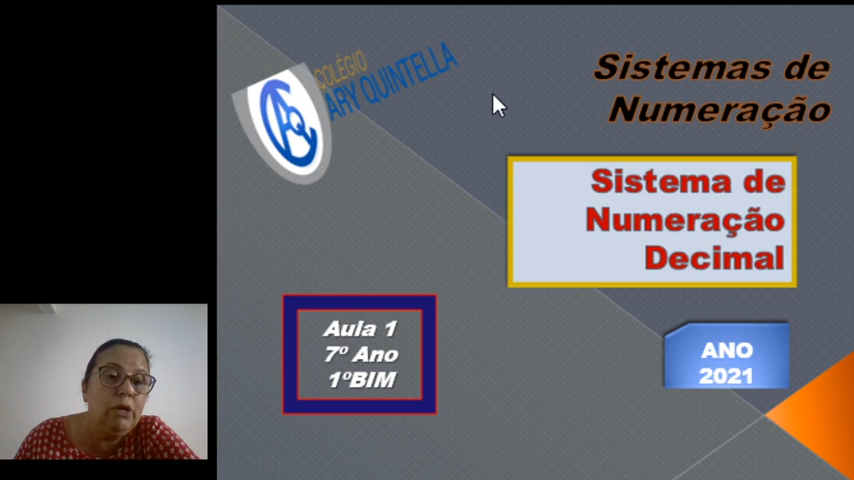 COLÉGIO
ARY QUINTELLA
Sistemas de
Numeração
Sistema de
Numeração
Decimal
Aula 1
7º Ano
1ºBIM
ANO
2021